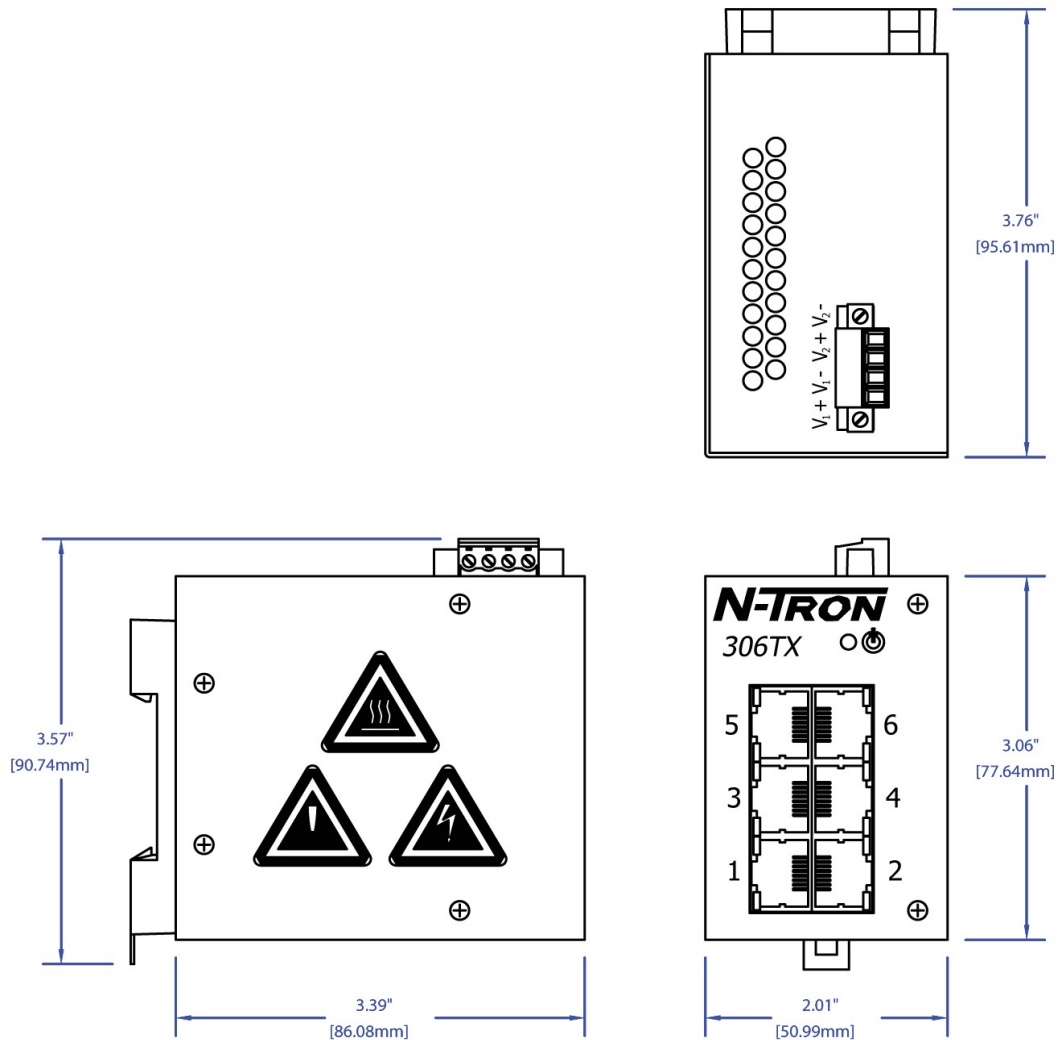 3.76"
[95.61mm]
V1 + V1 - V2 + V2 -
3.57"
[90.74mm]
3.39"
[86.08mm]
N-TRON
306TX
5
6
3
4
1
2
3.06"
[77.64mm]
2.01"
[50.99mm]